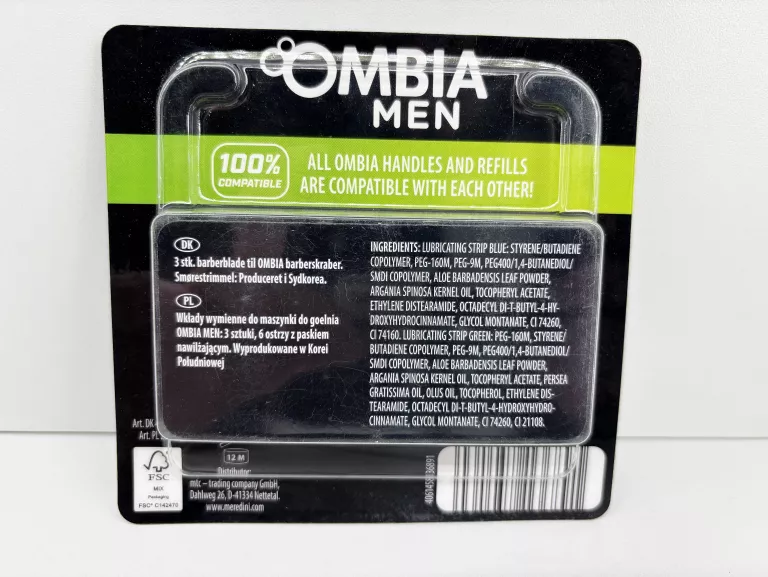 OMBIA
MEN
100%
COMPATIBLE
ALL OMBIA HANDLES AND REFILLS
ARE COMPATIBLE WITH EACH OTHER!
DK
3 stk. barberblade til OMBIA barberskraber.
Smørestrimmel: Produceret i Sydkorea.
PL
Wkłady wymienne do maszynki do goelnia
OMBIA MEN: 3 sztuki, 6 ostrzy z paskiem
nawilżającym. Wyprodukowane w Korei
Południowej
INGREDIENTS: LUBRICATING STRIP BLUE: STYRENE/BUTADIENE
COPOLYMER, PEG-160M, PEG-9M, PEG400/1,4-BUTANEDIOL/
SMDI COPOLYMER, ALOE BARBADENSIS LEAF POWDER,
ARGANIA SPINOSA KERNEL OIL, TOCOPHERYL ACETATE,
ETHYLENE DISTEARAMIDE, OCTADECYL DI-T-BUTYL-4-HY-
DROXYHYDROCINNAMATE, GLYCOL MONTANATE, CI 74260,
CI 74160. LUBRICATING STRIP GREEN: PEG-160M, STYRENE/
BUTADIENE COPOLYMER, PEG-9M, PEG400/1,4-BUTANEDIOL/
SMDI COPOLYMER, ALOE BARBADENSIS LEAF POWDER,
ARGANIA SPINOSA KERNEL OIL, TOCOPHERYL ACETATE, PERSEA
GRATISSIMA OIL, OLUS OIL, TOCOPHEROL, ETHYLENE DIS-
TEARAMIDE, OCTADECYL DI-T-BUTYL-4-HYDROXYHYDRO-
CINNAMATE, GLYCOL MONTANATE, CI 74260, CI 21108.
Art. DK
Art. PL
12 M
FSC
MIX
Packaging
FSC® C142470
Distributor:
mtc – trading company GmbH,
Dahlweg 26, D-41334 Nettetal.
www.meredini.com